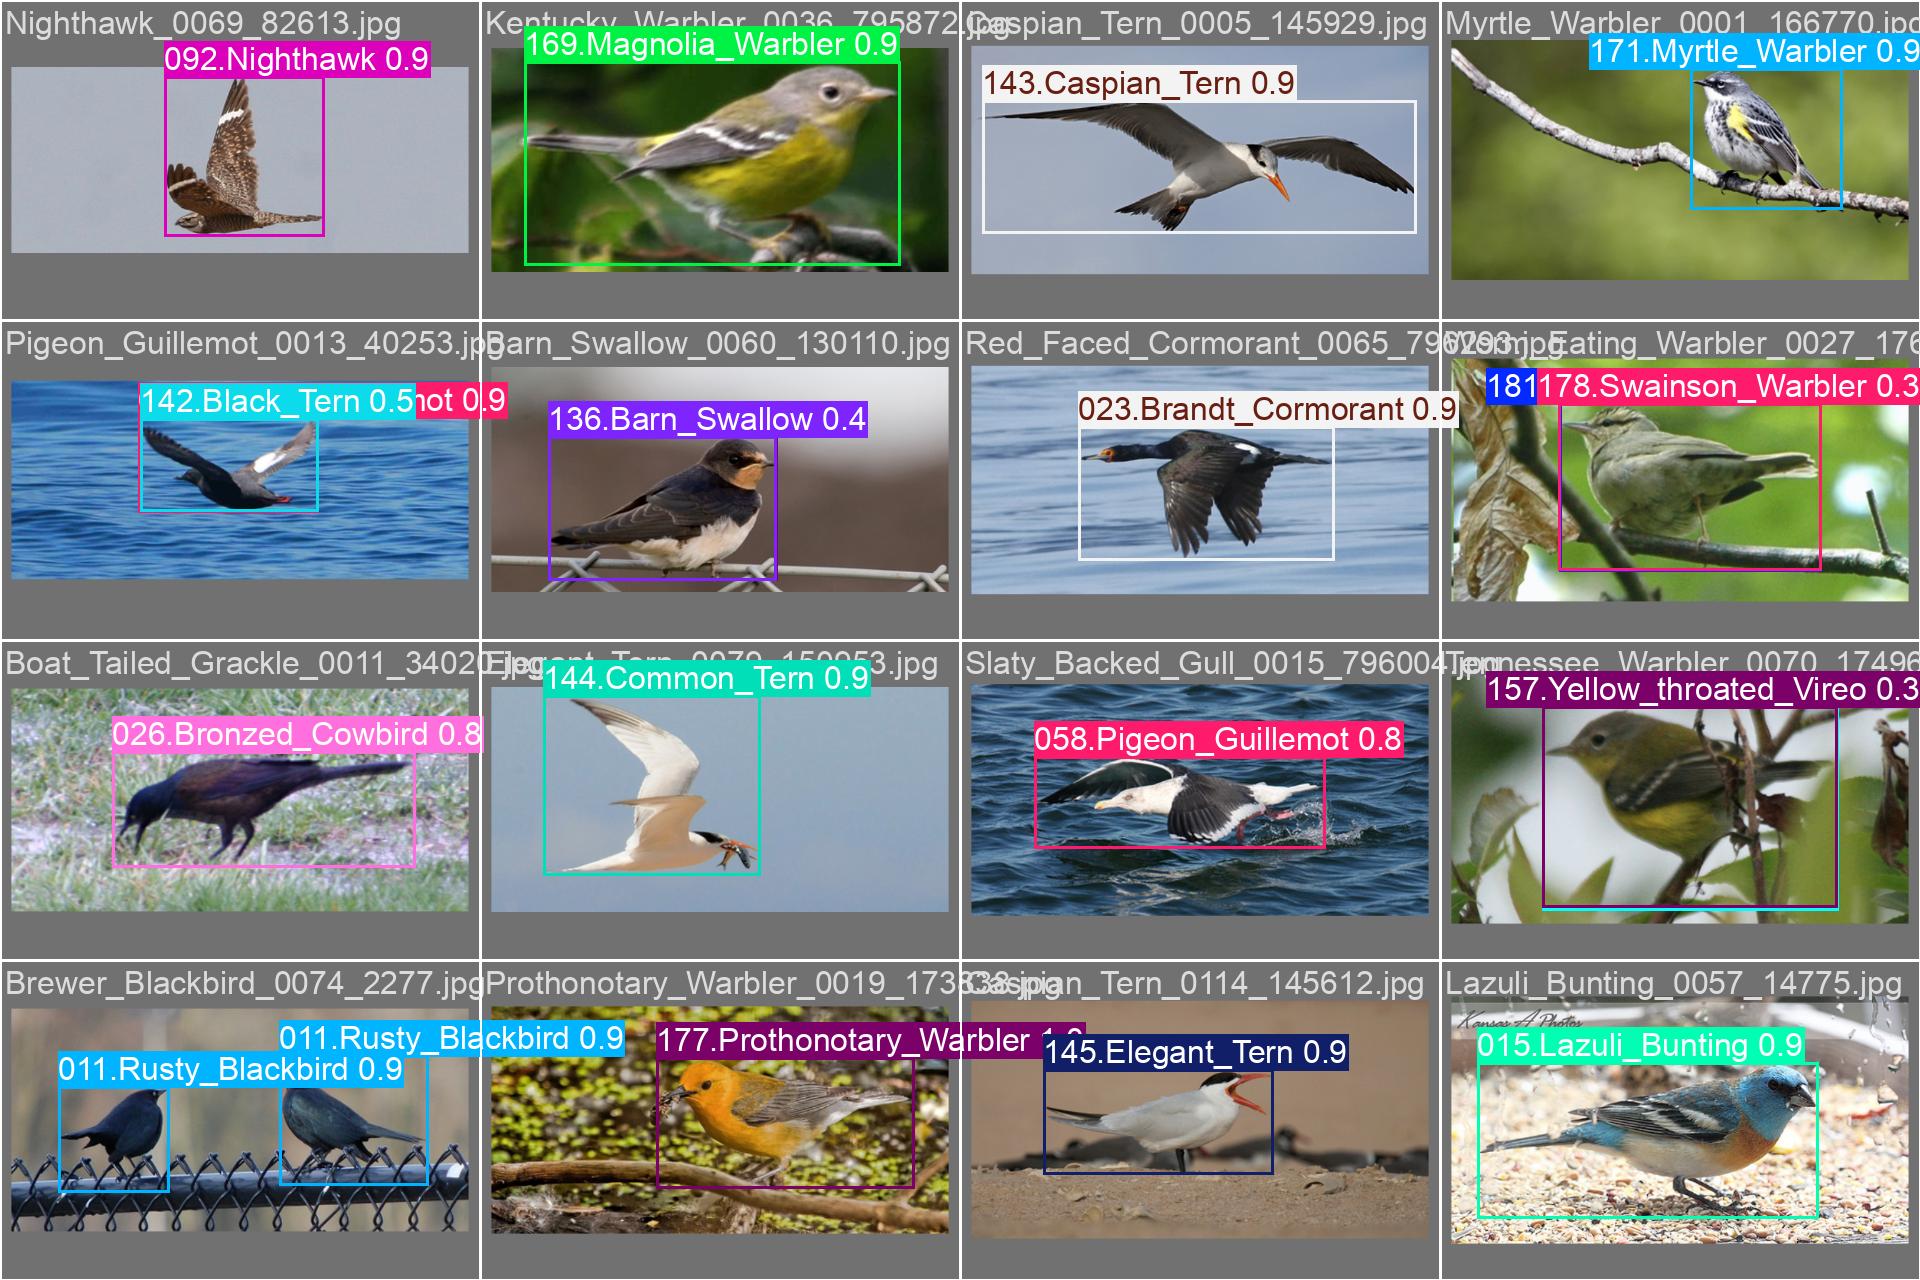 Nighthawk_0069_82613.jpg
092.Nighthawk 0.9
Kentucky_Warbler_0036_795872.jpg
169.Magnolia_Warbler 0.9
Caspian_Tern_0005_145929.jpg
143.Caspian_Tern 0.9
Myrtle_Warbler_0001_166770.jpg
171.Myrtle_Warbler 0.9
Pigeon_Guillemot_0013_40253.jpg
142.Black_Tern 0.5
not 0.9
Barn_Swallow_0060_130110.jpg
136.Barn_Swallow 0.4
Red_Faced_Cormorant_0065_796293.jpg
023.Brandt_Cormorant 0.9
Worm_Eating_Warbler_0027_176
181
178.Swainson_Warbler 0.3
Boat_Tailed_Grackle_0011_34020.jpg
026.Bronzed_Cowbird 0.8
Elegant_Tern_0079_150953.jpg
144.Common_Tern 0.9
Slaty_Backed_Gull_0015_796004.jpg
058.Pigeon_Guillemot 0.8
Tennessee_Warbler_0070_17496
157.Yellow_throated_Vireo 0.3
Brewer_Blackbird_0074_2277.jpg
011.Rusty_Blackbird 0.9
011.Rusty_Blackbird 0.9
Prothonotary_Warbler_0019_173838.jpg
177.Prothonotary_Warbler
Caspian_Tern_0114_145612.jpg
145.Elegant_Tern 0.9
Lazuli_Bunting_0057_14775.jpg
Kansas A Photos
015.Lazuli_Bunting 0.9